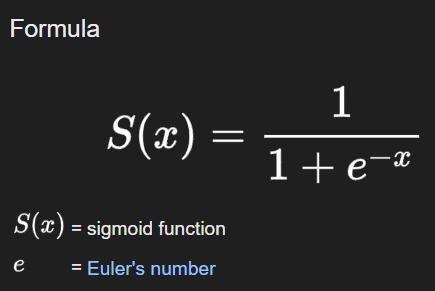 Formula
S(x) = 1 / (1 + e^{-x})
S(x) = sigmoid function
e = Euler's number